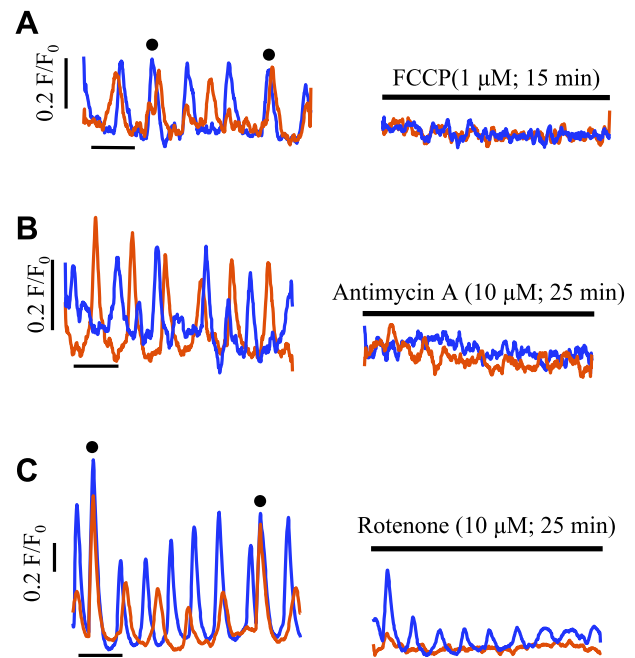 A
0.2 F/F0
FCCP(1 μM; 15 min)
B
0.2 F/F0
Antimycin A (10 μM; 25 min)
C
0.2 F/F0
Rotenone (10 μM; 25 min)